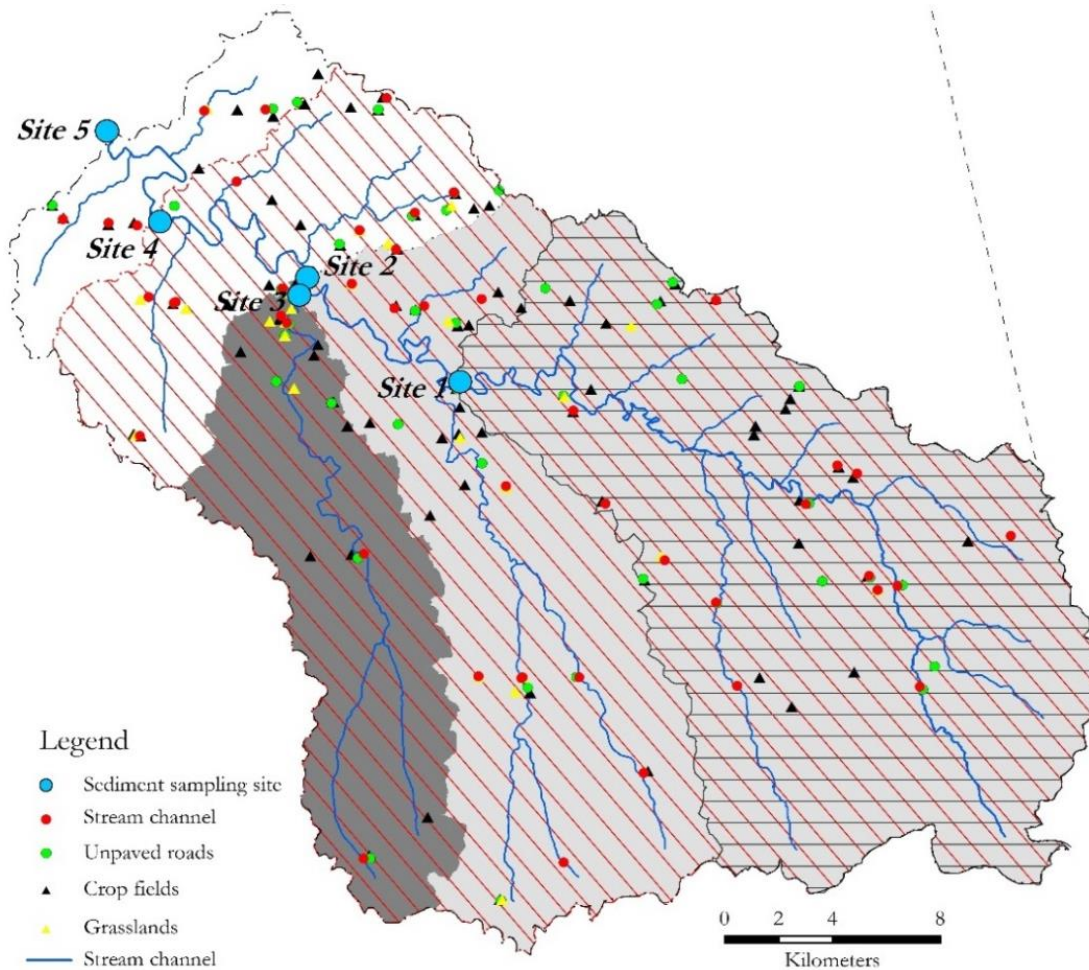 Site 5
Site 4
Site 2
Site 3
Site 1
Legend
Sediment sampling site
Stream channel
Unpaved roads
Crop fields
Grasslands
Stream channel
0 2 4 8
Kilometers